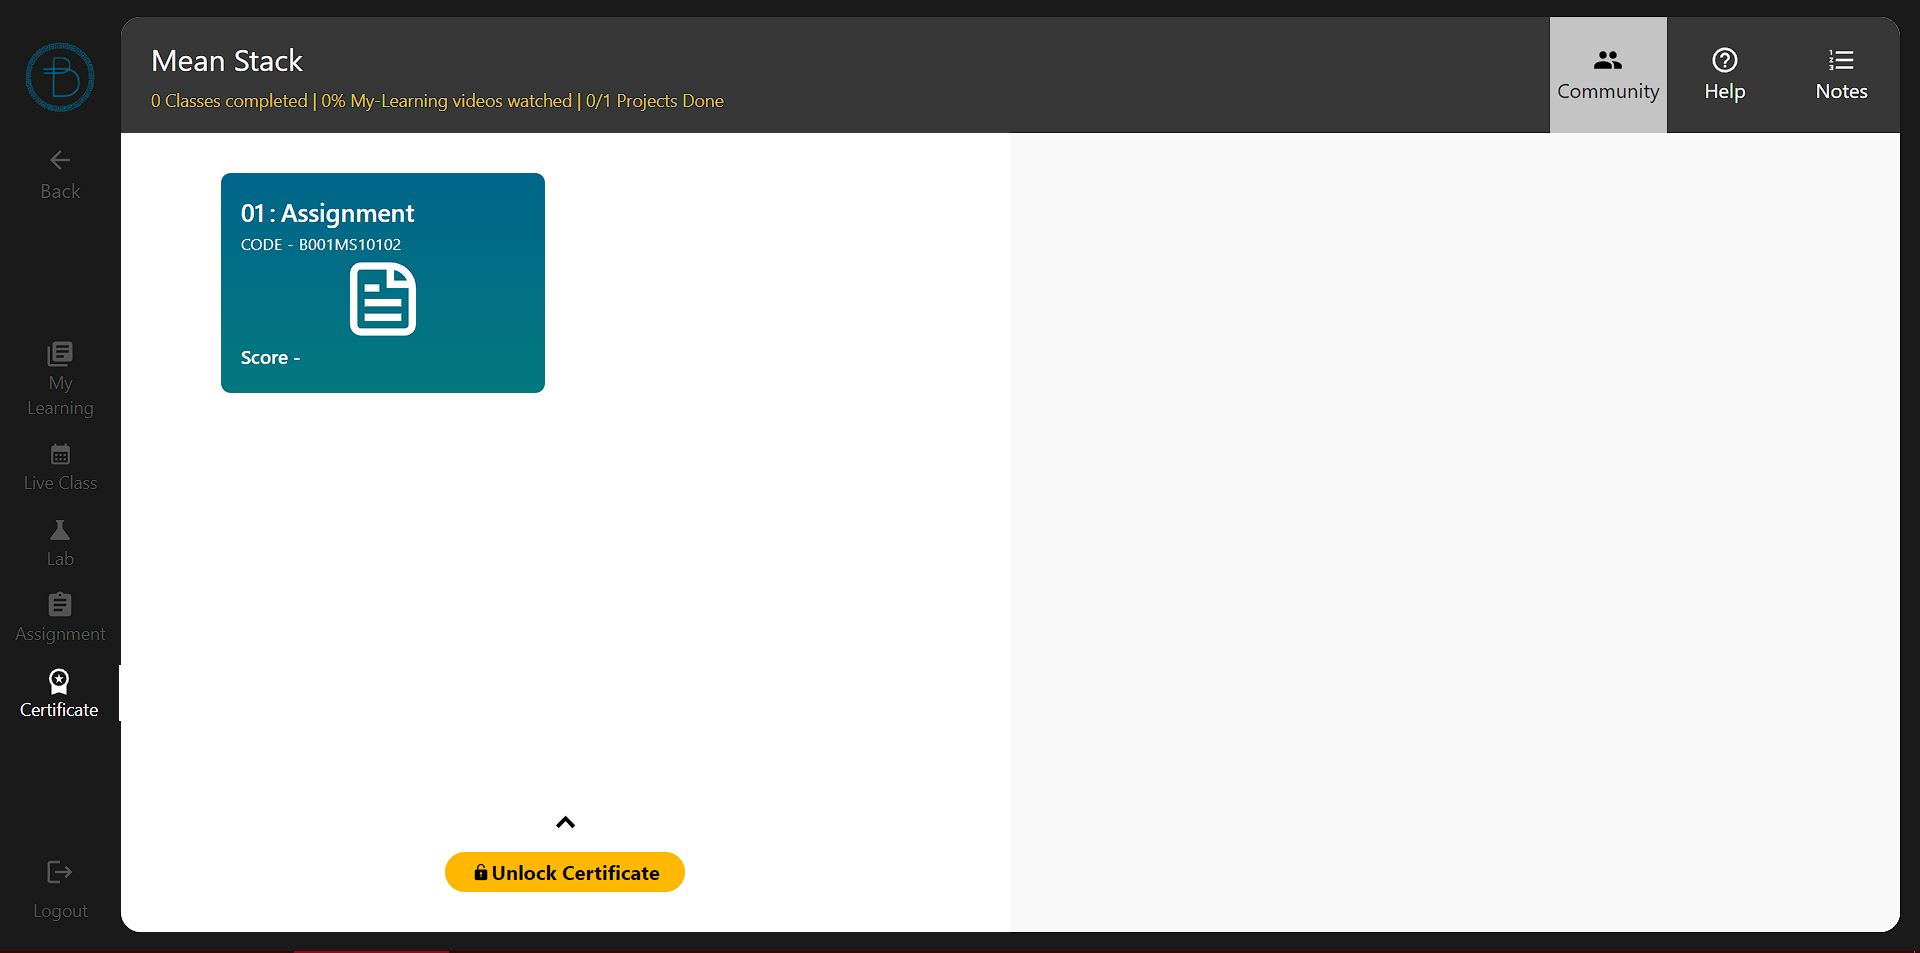 Mean Stack
0 Classes completed | 0% My-Learning videos watched | 0/1 Projects Done
Community
Help
Notes
Back
My
Learning
Live Class
Lab
Assignment
Certificate
Logout
01 : Assignment
CODE - B001MS10102
Score -
Unlock Certificate